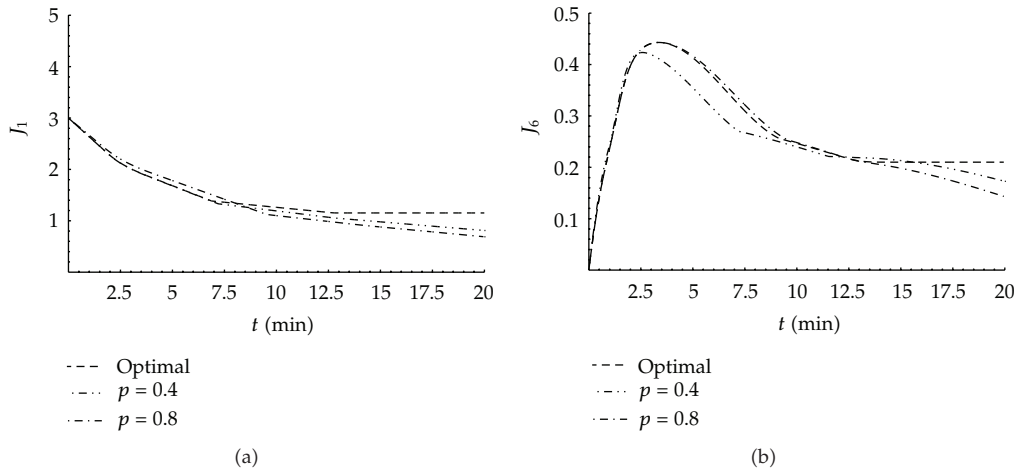 5
4
3
2
1
J₁
2.5 5 7.5 10 12.5 15 17.5 20
t (min)
Optimal
p = 0.4
p = 0.8
(a)
0.5
0.4
0.3
0.2
0.1
J₆
2.5 5 7.5 10 12.5 15 17.5 20
t (min)
Optimal
p = 0.4
p = 0.8
(b)